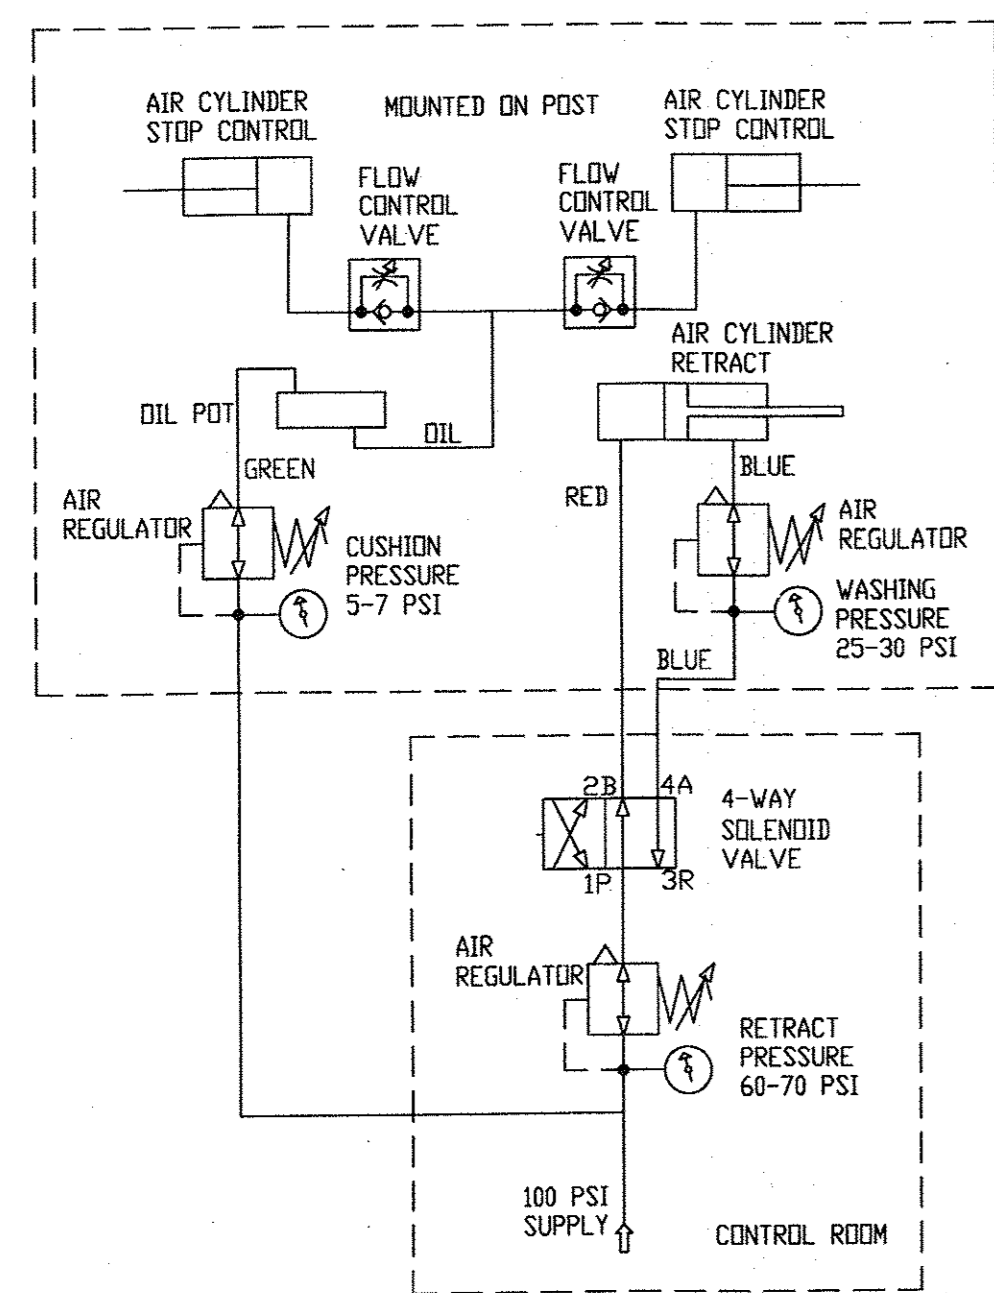 AIR CYLINDER
STOP CONTROL
MOUNTED ON POST
AIR CYLINDER
STOP CONTROL
FLOW
CONTROL
VALVE
FLOW
CONTROL
VALVE
AIR CYLINDER
RETRACT
OIL POT
OIL
GREEN
RED
BLUE
AIR
REGULATOR
CUSHION
PRESSURE
5-7 PSI
AIR
REGULATOR
WASHING
PRESSURE
25-30 PSI
BLUE
2B
4A
4-WAY
SOLENOID
VALVE
1P
3R
AIR
REGULATOR
RETRACT
PRESSURE
60-70 PSI
100 PSI
SUPPLY
CONTROL ROOM